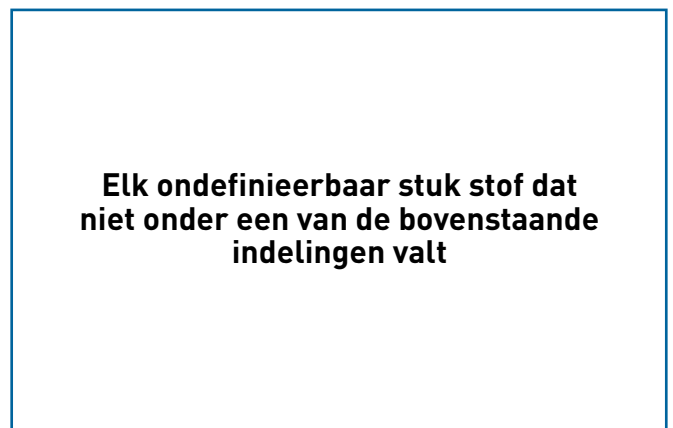 Elk ondefinieerbaar stuk stof dat
niet onder een van de bovenstaande
indelingen valt